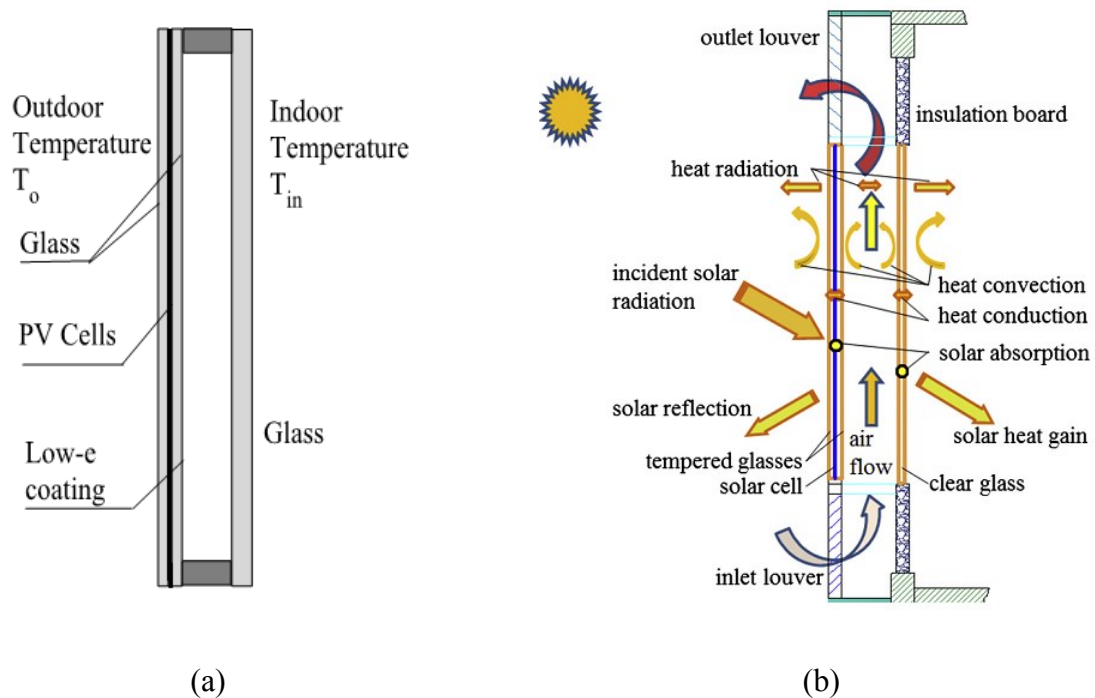 Outdoor
Temperature
T_o
Glass
PV Cells
Low-e
coating
Indoor
Temperature
T_in
Glass
(a)
outlet louver
insulation board
heat radiation
incident solar
radiation
heat convection
heat conduction
solar absorption
solar reflection
solar heat gain
tempered glasses
air
flow
solar cell
clear glass
inlet louver
(b)